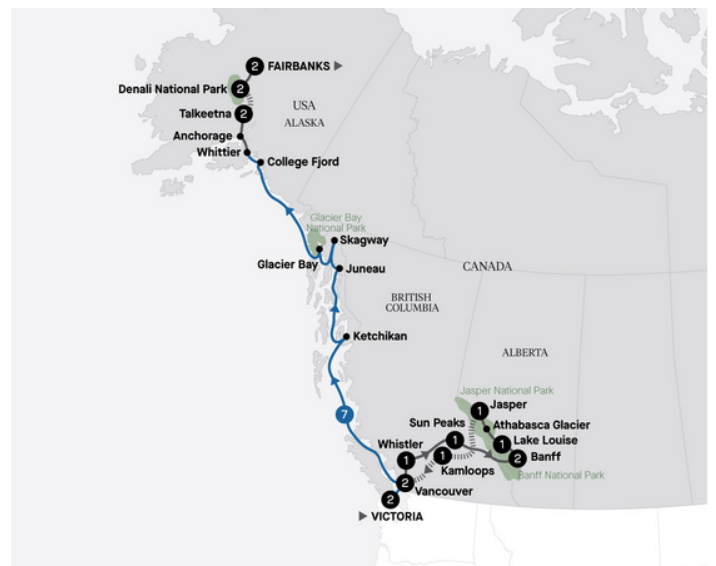 2 FAIRBANKS ▶
Denali National Park 2
Talkeetna 2
USA
ALASKA
Anchorage
Whittier
College Fjord
Glacier Bay
National Park
Skagway
Glacier Bay
Juneau
CANADA
BRITISH
COLUMBIA
Ketchikan
ALBERTA
Jasper National Park
7
1 Jasper
Sun Peaks
1
Athabasca Glacier
Whistler
1
1 Lake Louise
1
Kamloops
2 Banff
Banff National Park
2 Vancouver
2
▶ VICTORIA